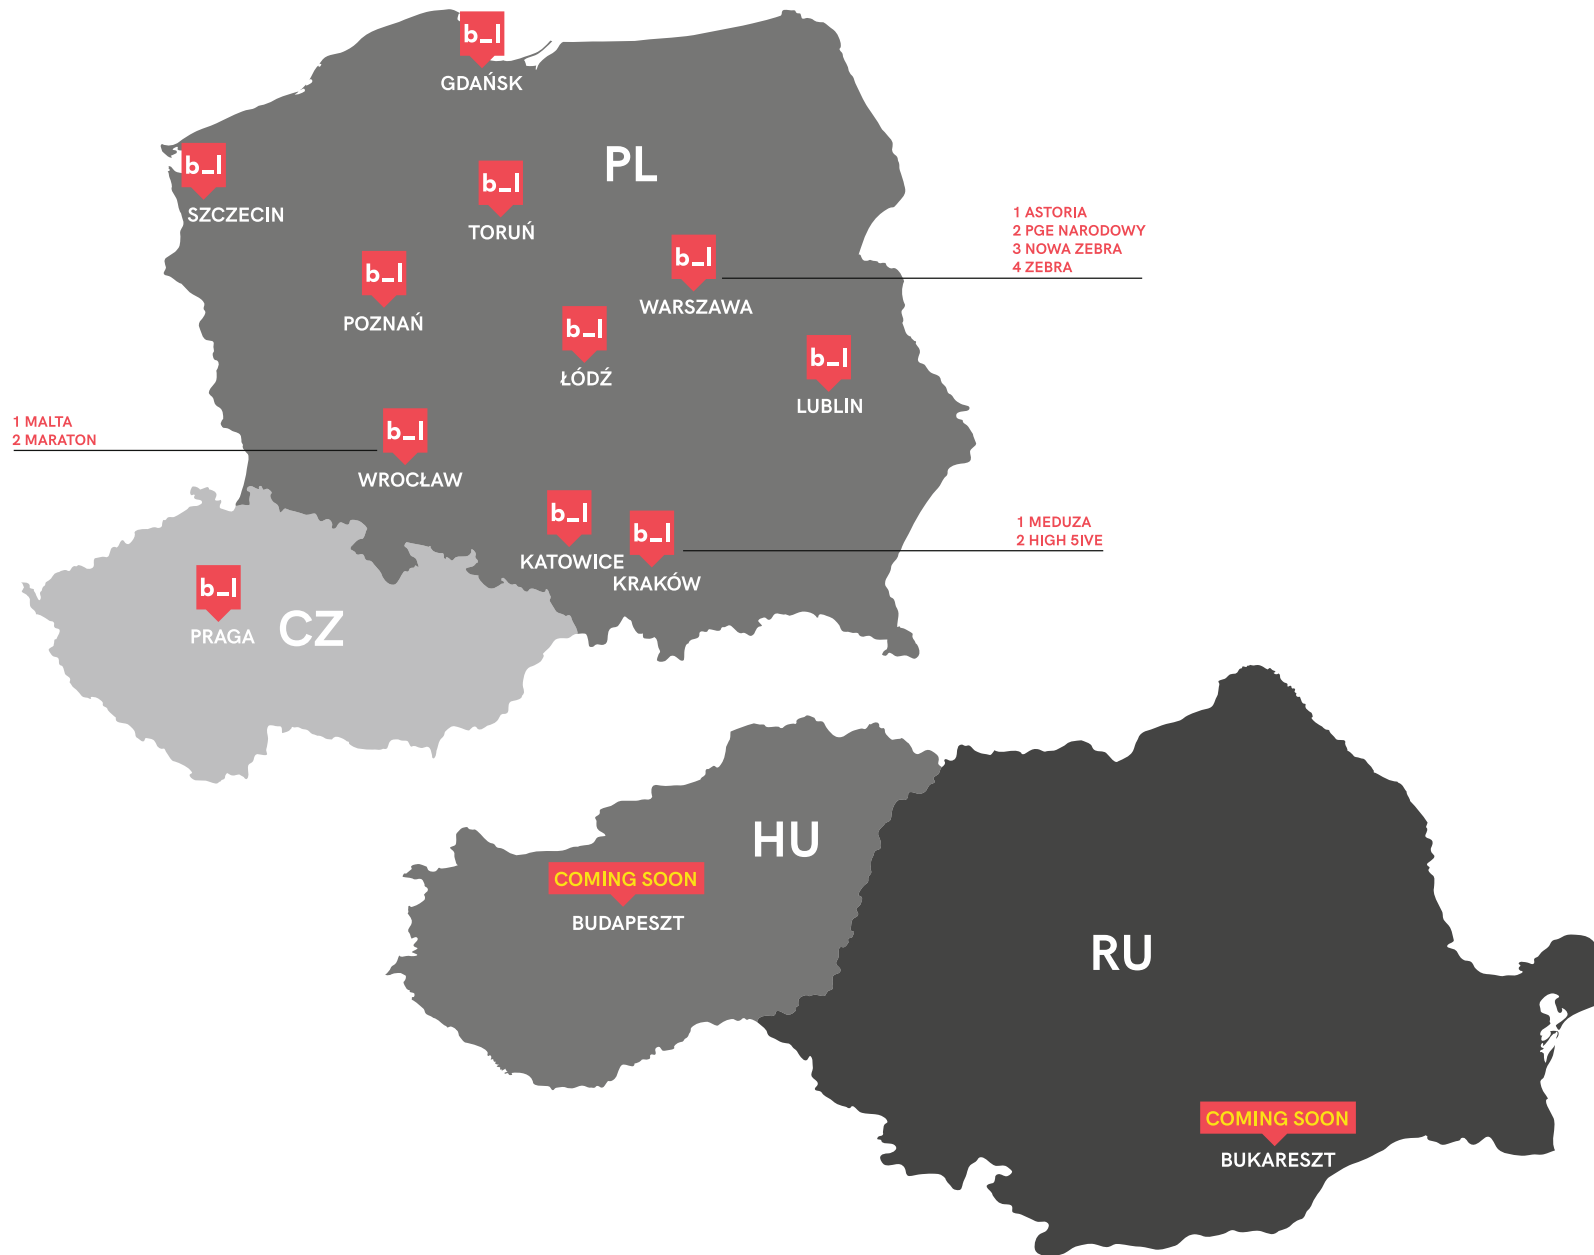 b_l
GDAŃSK
PL
b_l
SZCZECIN
b_l
TORUŃ
1 ASTORIA
2 PGE NARODOWY
3 NOWA ZEBRA
4 ZEBRA
b_l
WARSZAWA
b_l
POZNAŃ
b_l
ŁÓDŹ
b_l
LUBLIN
1 MALTA
2 MARATON
b_l
WROCŁAW
b_l
KATOWICE
b_l
KRAKÓW
1 MEDUZA
2 HIGH 5IVE
b_l
PRAGA
CZ
HU
COMING SOON
BUDAPESZT
RU
COMING SOON
BUKARESZT